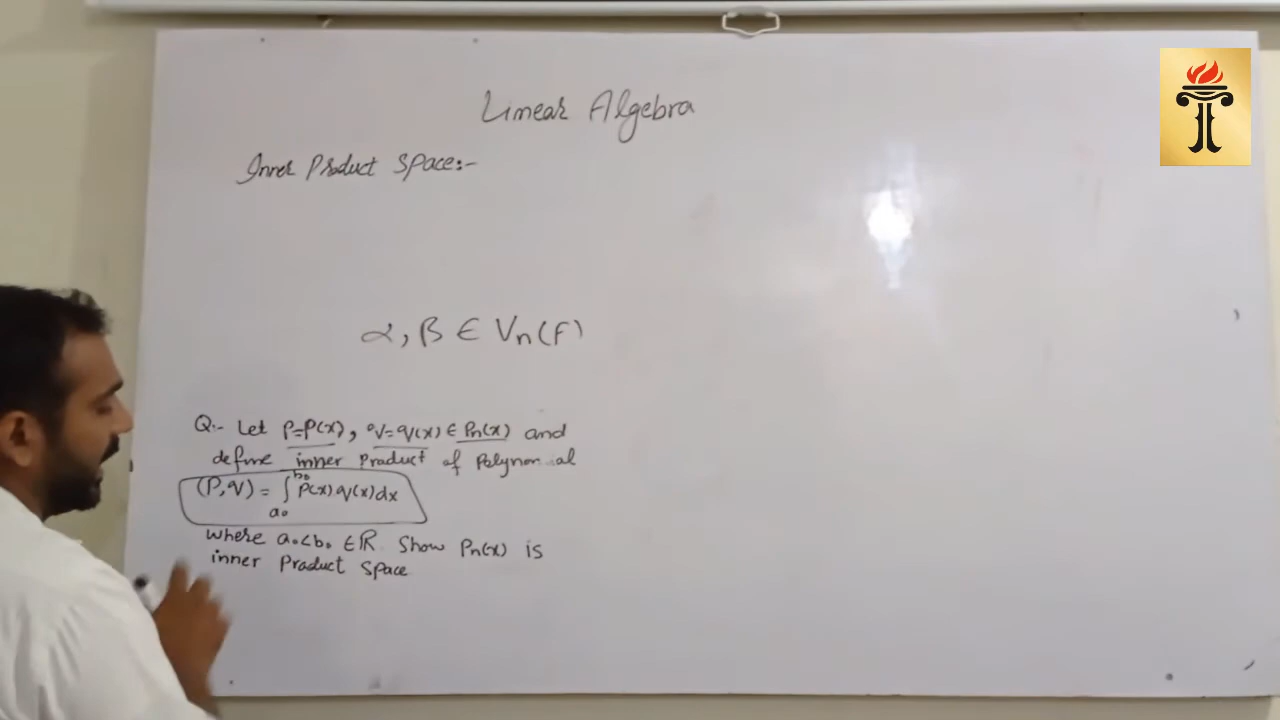 Linear Algebra
Inner Product Space:-
α, β ∈ Vn(F)
Q:- Let P=P(x), q=q(x) ∈ Pn(x) and
define inner product of Polynomial
(P,q) = ∫_{a₀}^{b₀} P(x) q(x) dx
where a₀<b₀ ∈ ℝ. Show Pn(x) is
inner Product Space